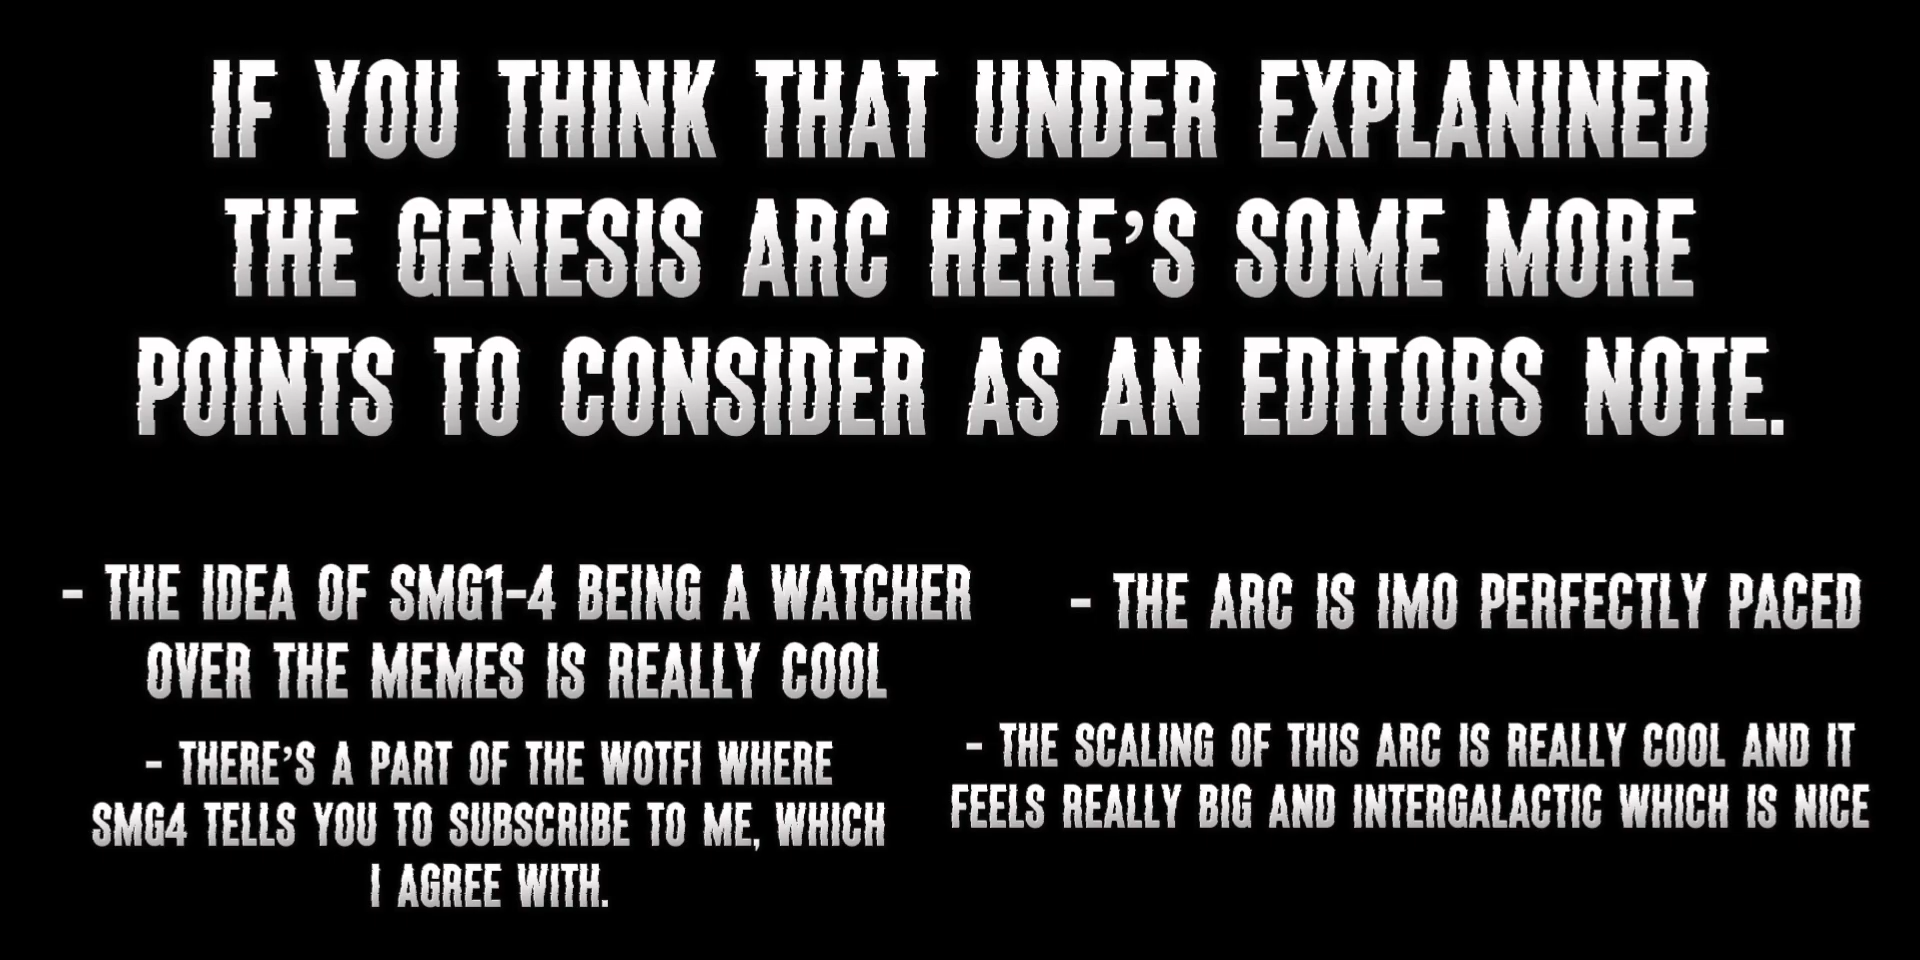 IF YOU THINK THAT UNDER EXPLANINED
THE GENESIS ARC HERE'S SOME MORE
POINTS TO CONSIDER AS AN EDITORS NOTE.
- THE IDEA OF SMG1-4 BEING A WATCHER
OVER THE MEMES IS REALLY COOL
- THERE'S A PART OF THE WOTFI WHERE
SMG4 TELLS YOU TO SUBSCRIBE TO ME, WHICH
I AGREE WITH.
- THE ARC IS IMO PERFECTLY PACED
- THE SCALING OF THIS ARC IS REALLY COOL AND IT
FEELS REALLY BIG AND INTERGALACTIC WHICH IS NICE